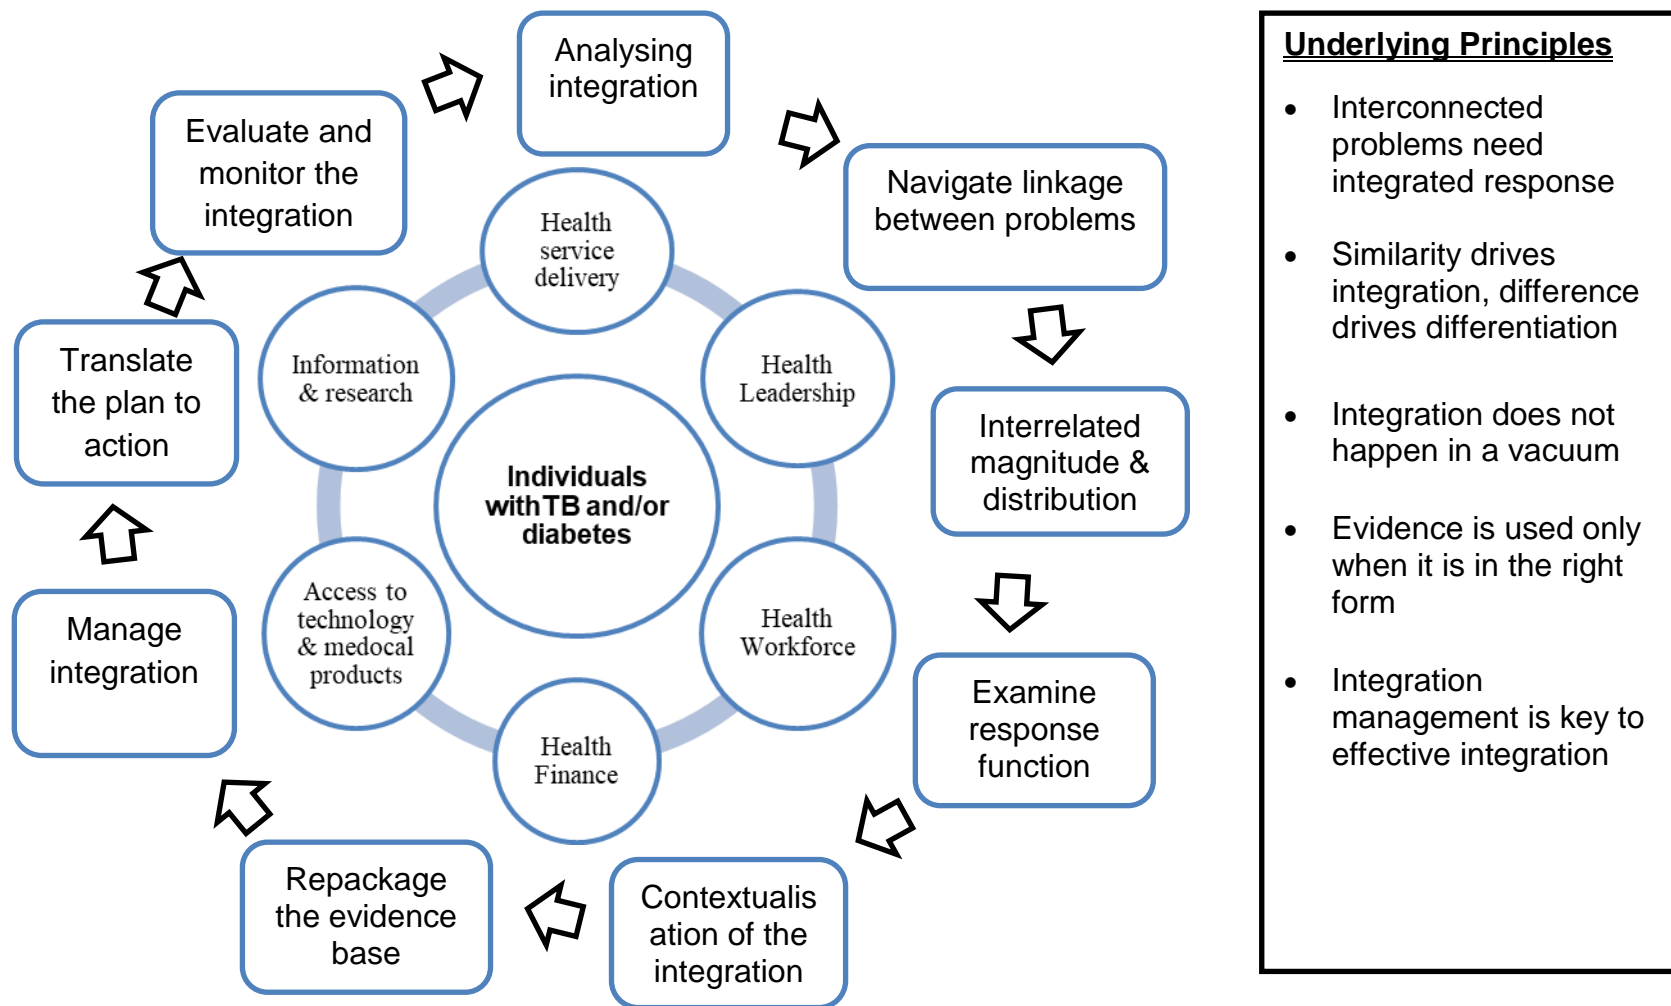 Analysing
integration
Navigate linkage
between problems
Interrelated
magnitude &
distribution
Examine
response
function
Contextualis
ation of the
integration
Repackage
the evidence
base
Manage
integration
Translate
the plan to
action
Evaluate and
monitor the
integration
Health
service
delivery
Health
Leadership
Health
Workforce
Health
Finance
Access to
technology
& medocal
products
Information
& research
Individuals
with TB and/or
diabetes
Underlying Principles
• Interconnected
problems need
integrated response
• Similarity drives
integration, difference
drives differentiation
• Integration does not
happen in a vacuum
• Evidence is used only
when it is in the right
form
• Integration
management is key to
effective integration